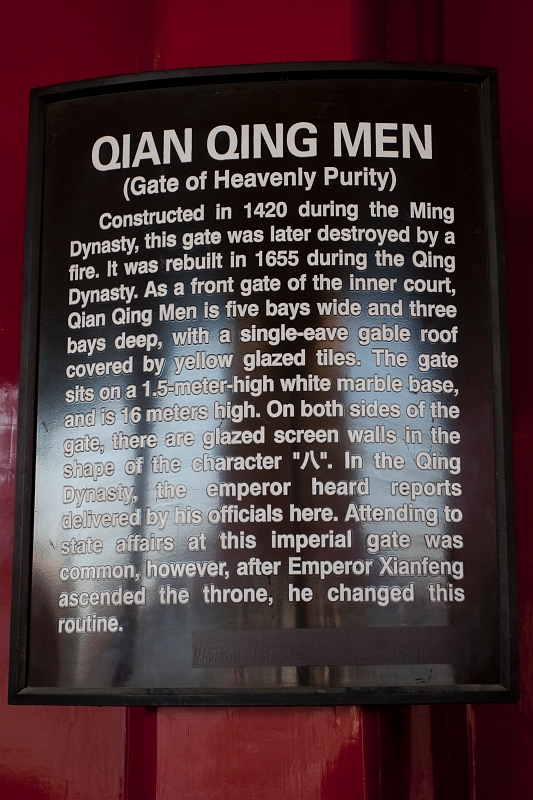 QIAN QING MEN
(Gate of Heavenly Purity)
Constructed in 1420 during the Ming
Dynasty, this gate was later destroyed by a
fire. It was rebuilt in 1655 during the Qing
Dynasty. As a front gate of the inner court,
Qian Qing Men is five bays wide and three
bays deep, with a single-eave gable roof
covered by yellow glazed tiles. The gate
sits on a 1.5-meter-high white marble base,
and is 16 meters high. On both sides of the
gate, there are glazed screen walls in the
shape of the character "八". In the Qing
Dynasty, the emperor heard reports
delivered by his officials here. Attending to
state affairs at this imperial gate was
common, however, after Emperor Xianfeng
ascended the throne, he changed this
routine.